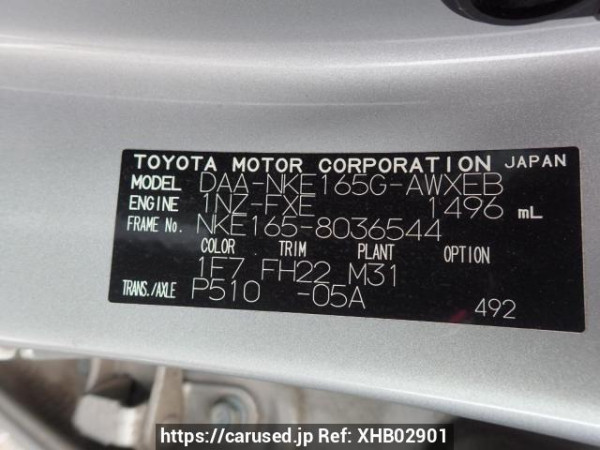 TOYOTA MOTOR CORPORATION JAPAN
MODEL DAA-NKE165G-AWXEB
ENGINE 1NZ-FXE 1496 mL
FRAME No. NKE165-8036544
COLOR TRIM PLANT OPTION
1F7 FH22 M31
TRANS./AXLE P510 -05A
492
https://carused.jp Ref: XHB02901